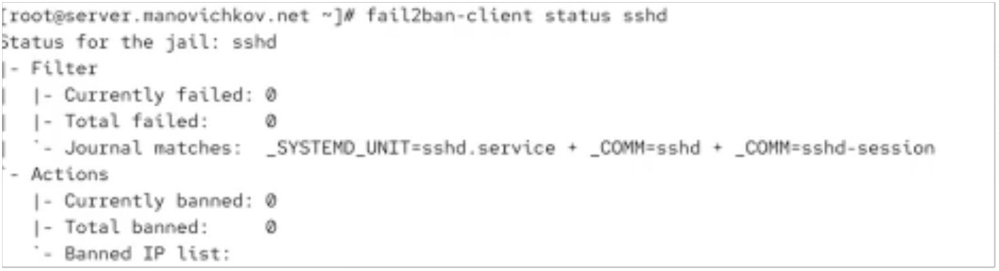 [root@server.manovichkov.net ~]# fail2ban-client status sshd
Status for the jail: sshd
|- Filter
|  |- Currently failed: 0
|  |- Total failed:     0
|  `- Journal matches:  _SYSTEMD_UNIT=sshd.service + _COMM=sshd + _COMM=sshd-session
`- Actions
   |- Currently banned: 0
   |- Total banned:     0
   `- Banned IP list: